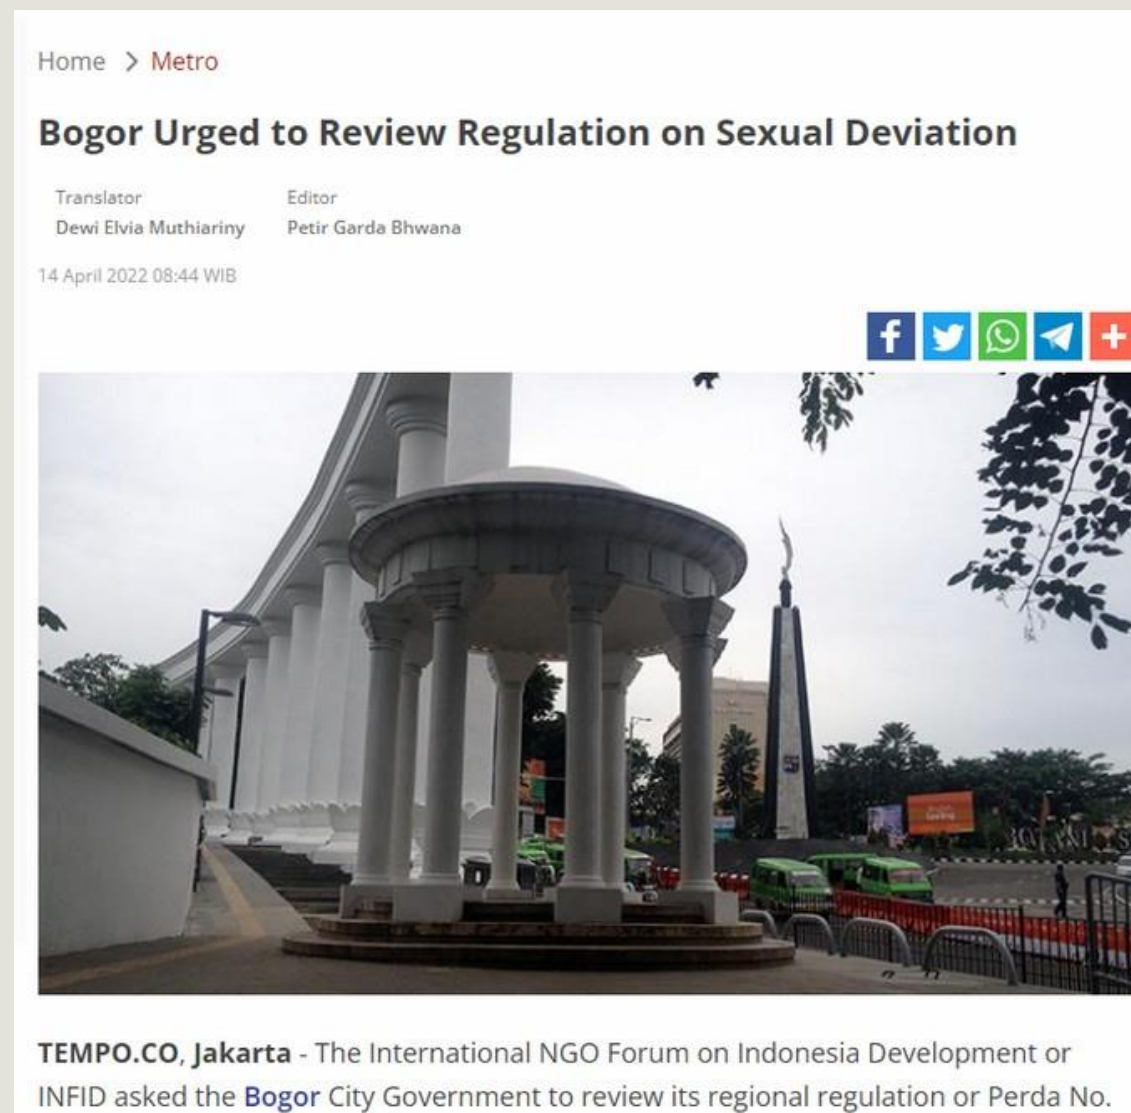 Home > Metro
Bogor Urged to Review Regulation on Sexual Deviation
Translator Editor
Dewi Elvia Muthiariny Petir Garda Bhwana
14 April 2022 08:44 WIB
TEMPO.CO, Jakarta - The International NGO Forum on Indonesia Development or
INFID asked the Bogor City Government to review its regional regulation or Perda No.